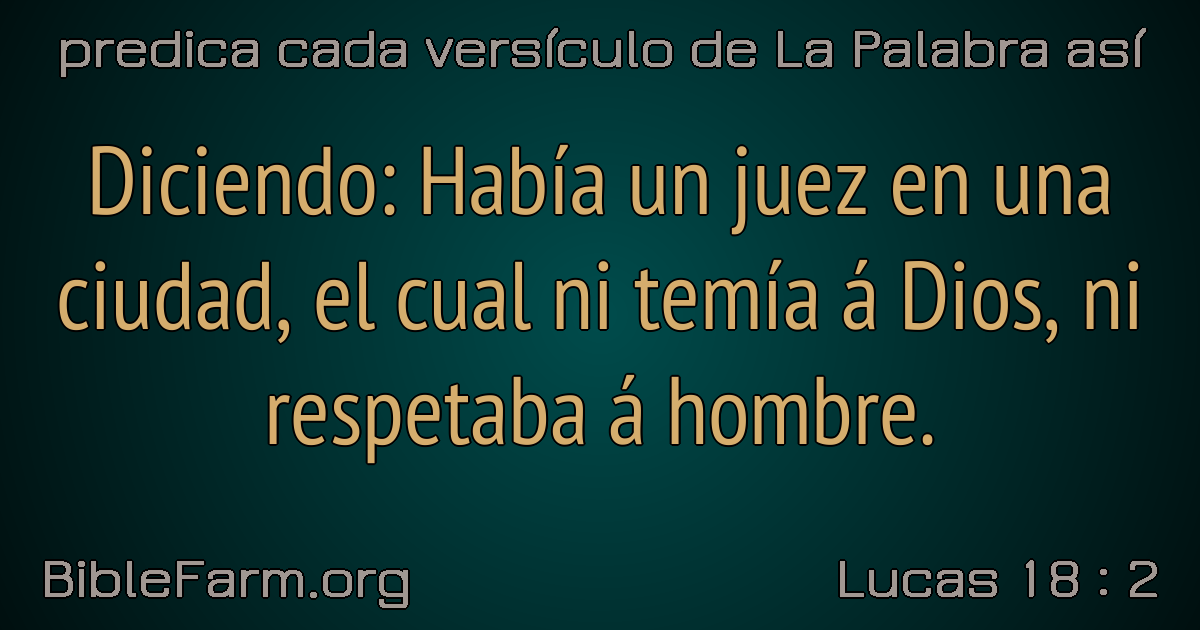 predica cada versículo de La Palabra así
Diciendo: Había un juez en una
ciudad, el cual ni temía á Dios, ni
respetaba á hombre.
BibleFarm.org
Lucas 18 : 2